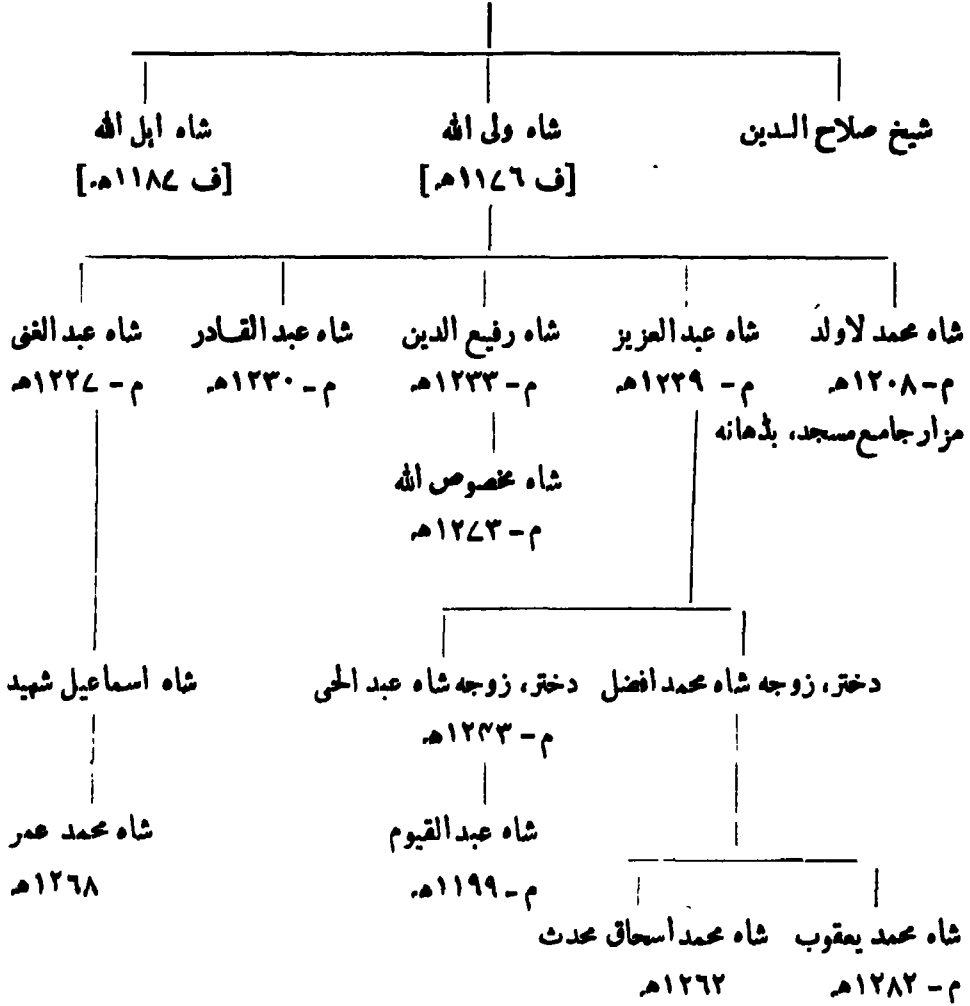 شیخ صلاح الدین شاہ ولی اللہ شاہ اہل اللہ
[ف ۱۱۷۶ھ] [ف ۱۱۸۷ھ]
شاہ محمد لاولد شاہ عبدالعزیز شاہ رفیع الدین شاہ عبدالقادر شاہ عبدالغنی
م-۱۲۰۸ھ م-۱۲۳۹ھ م-۱۲۳۳ھ م-۱۲۳۰ھ م-۱۲۲۷ھ
مزار جامع مسجد، بڈھانہ
شاہ مخصوص اللہ
م-۱۲۷۳ھ
دختر، زوجہ شاہ محمد افضل دختر، زوجہ شاہ عبد الحی شاہ اسماعیل شہید
م-۱۲۴۳ھ
شاہ عبدالقیوم شاہ محمد عمر
م-۱۱۹۹ھ ۱۲۶۸ھ
شاہ محمد یعقوب شاہ محمد اسحاق محدث
م-۱۲۸۲ھ ۱۲۶۲ھ